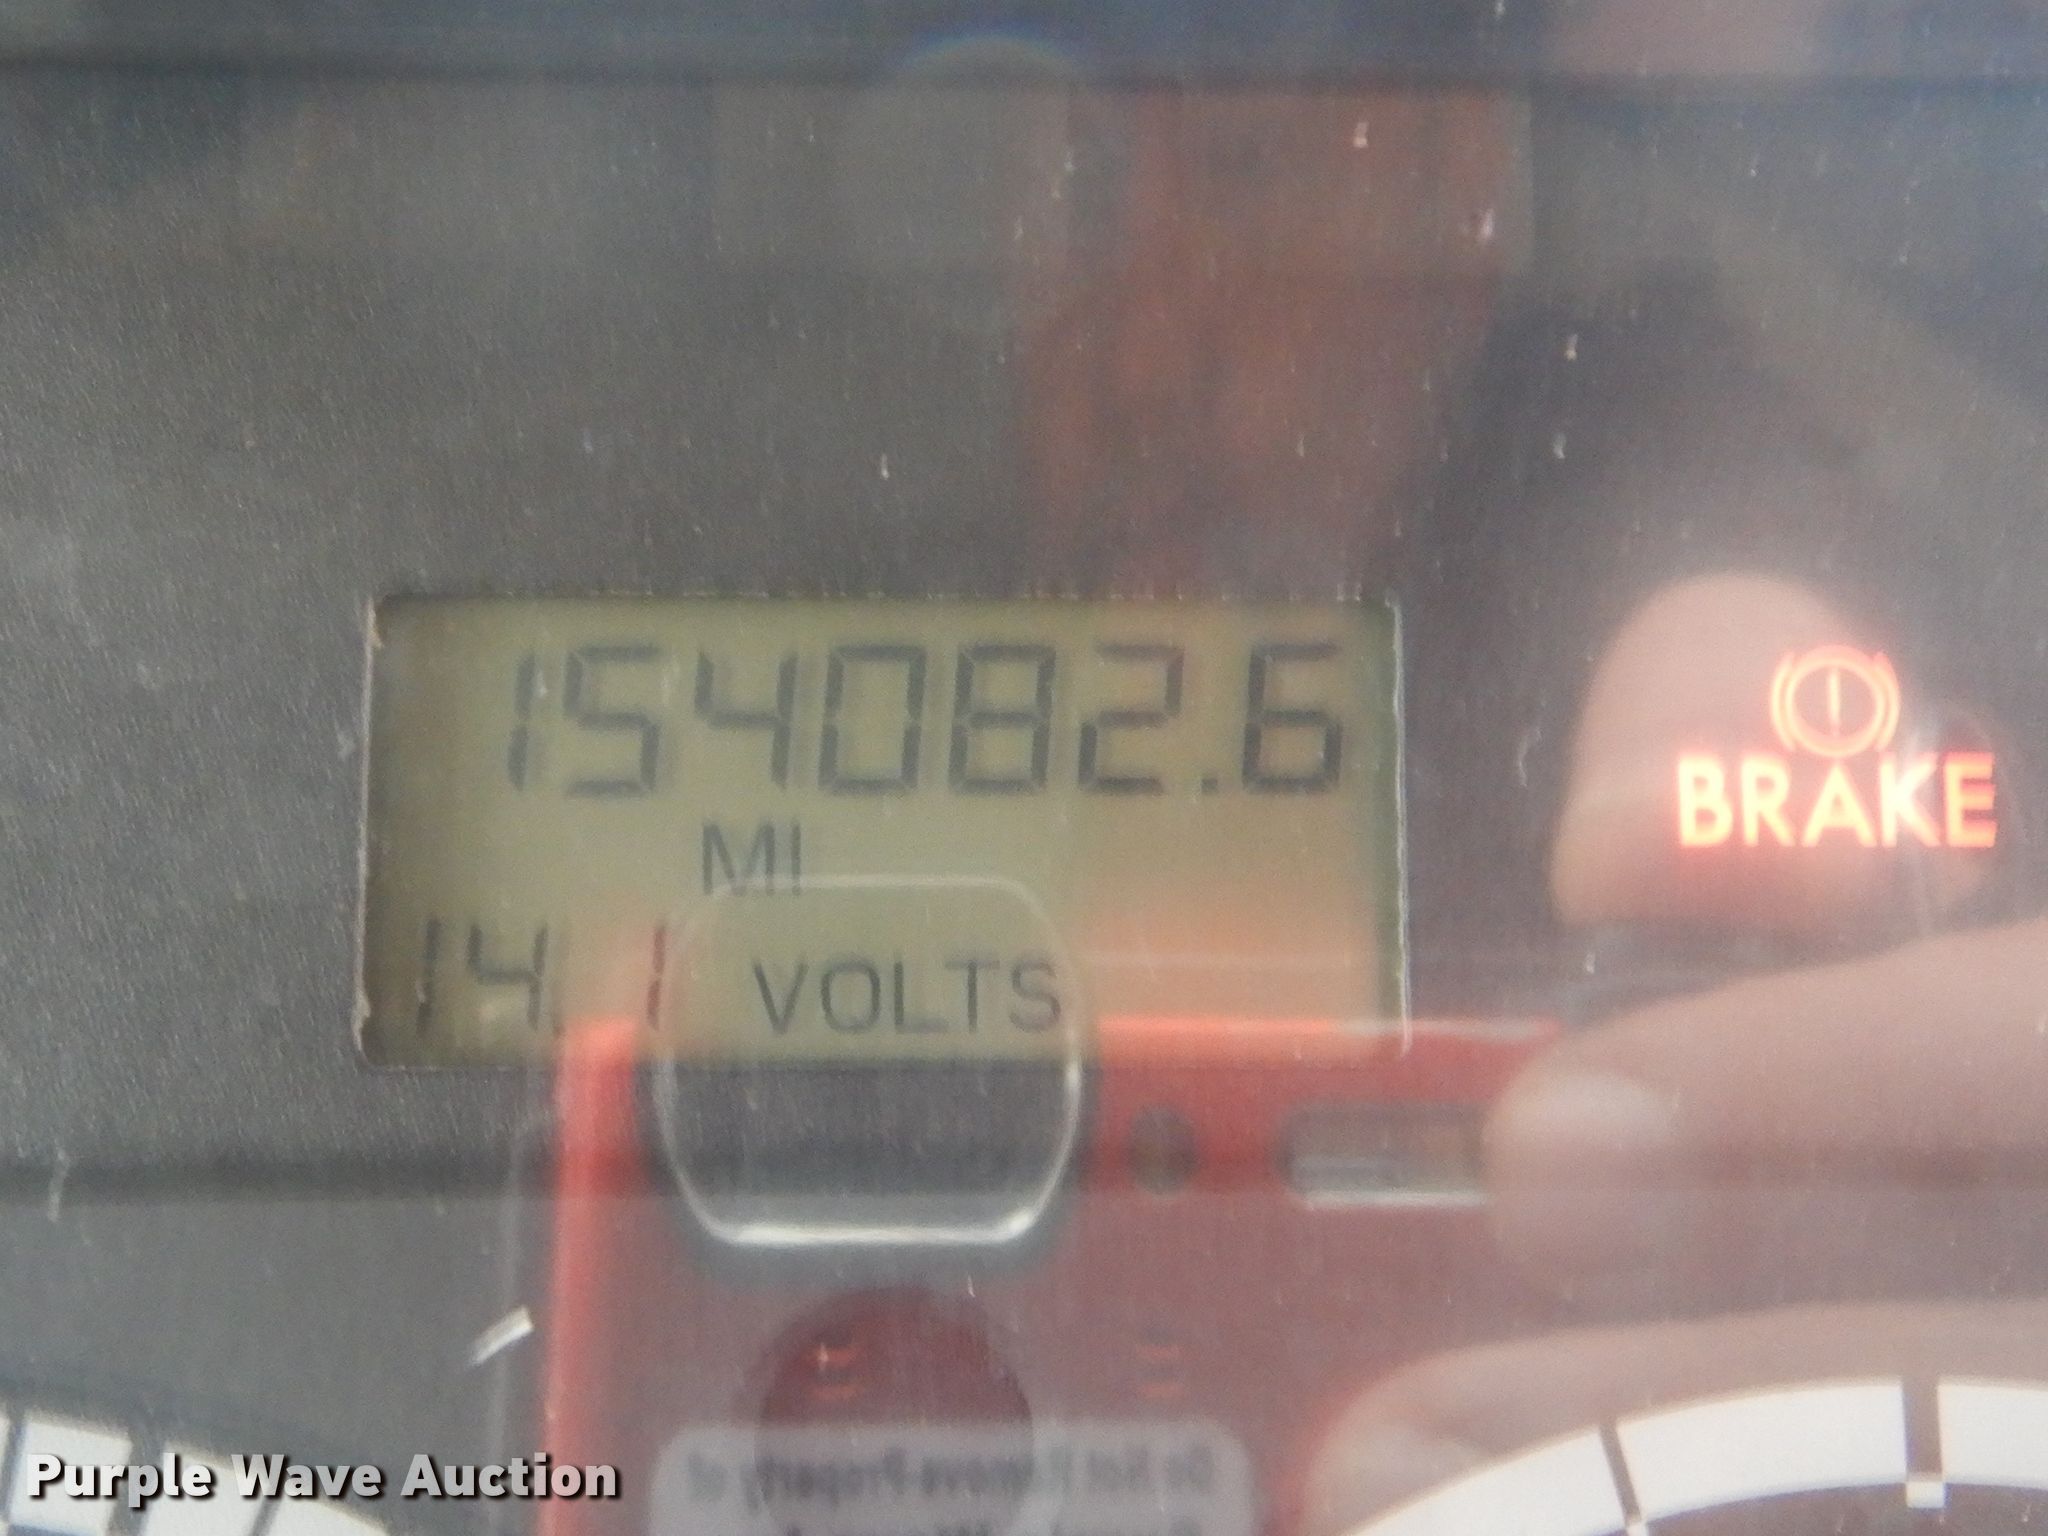 154082.6
MI
BRAKE
14.1 VOLTS
Purple Wave Auction